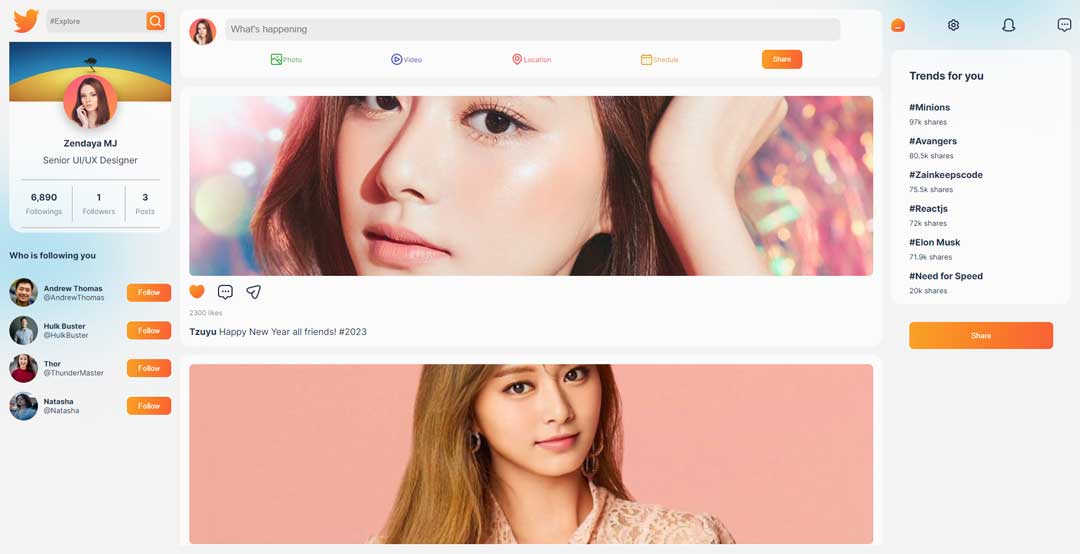 #Explore
Zendaya MJ
Senior UI/UX Designer
6,890
Followings
1
Followers
3
Posts
Who is following you
Andrew Thomas
@AndrewThomas
Follow
Hulk Buster
@HulkBuster
Follow
Thor
@ThunderMaster
Follow
Natasha
@Natasha
Follow
What's happening
Photo
Video
Location
Shedule
Share
2300 likes
Tzuyu Happy New Year all friends! #2023
Trends for you
#Minions
97k shares
#Avangers
80.5k shares
#Zainkeepscode
75.5k shares
#Reactjs
72k shares
#Elon Musk
71.9k shares
#Need for Speed
20k shares
Share